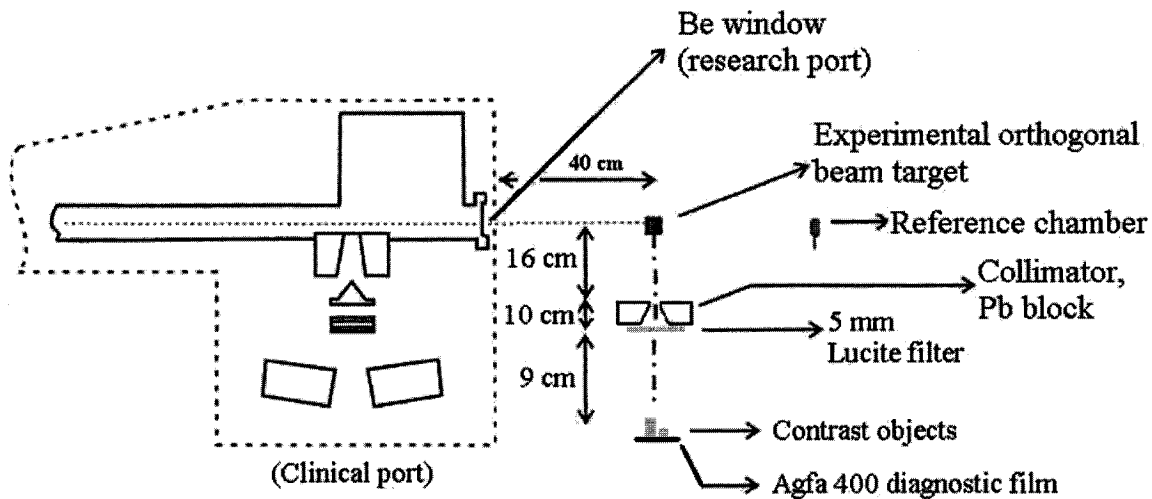 Be window
(research port)
40 cm
Experimental orthogonal
beam target
Reference chamber
16 cm
Collimator,
Pb block
10 cm
5 mm
Lucite filter
9 cm
Contrast objects
(Clinical port)
Agfa 400 diagnostic film